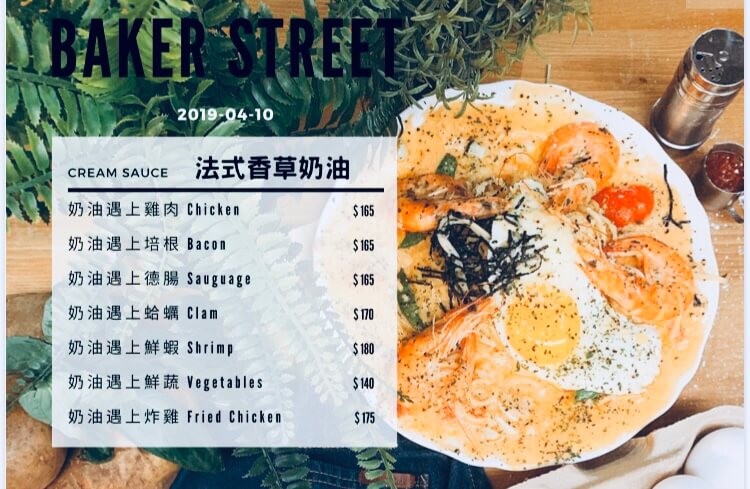 BAKER STREET
2019-04-10
CREAM SAUCE 法式香草奶油
奶油遇上雞肉 Chicken $165
奶油遇上培根 Bacon $165
奶油遇上德腸 Sauguage $165
奶油遇上蛤蠣 Clam $170
奶油遇上鮮蝦 Shrimp $180
奶油遇上鮮蔬 Vegetables $140
奶油遇上炸雞 Fried Chicken $175